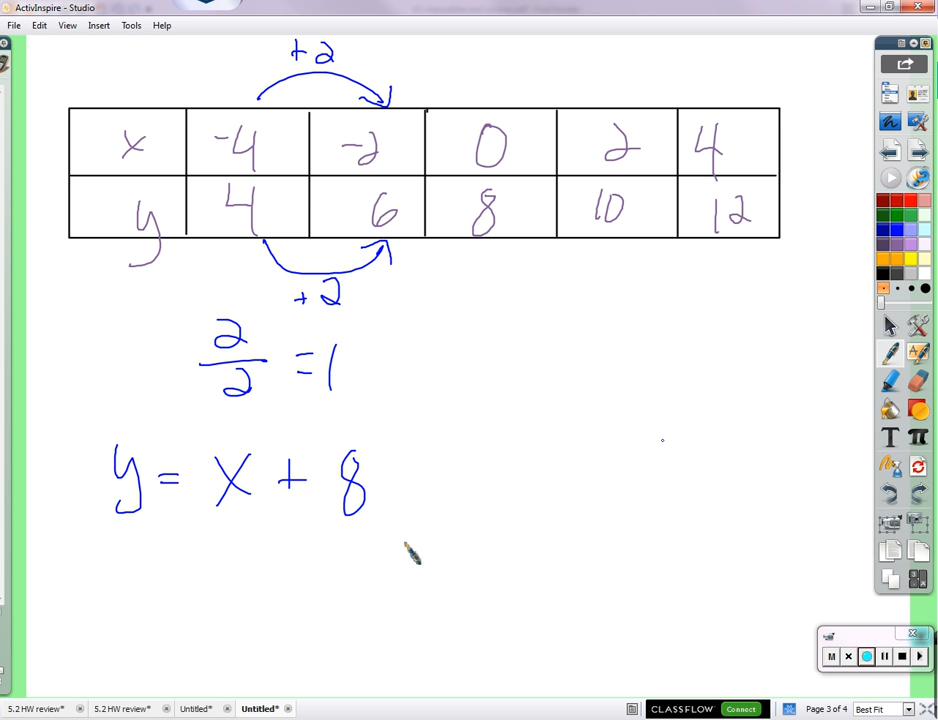 ActivInspire - Studio
File Edit View Insert Tools Help
+2
x -4 -2 0 2 4
y 4 6 8 10 12
+2
2
2
=1
y = x + 8
M
5.2 HW review* 5.2 HW review* Untitled* Untitled* CLASSFLOW Connect Page 3 of 4 Best Fit